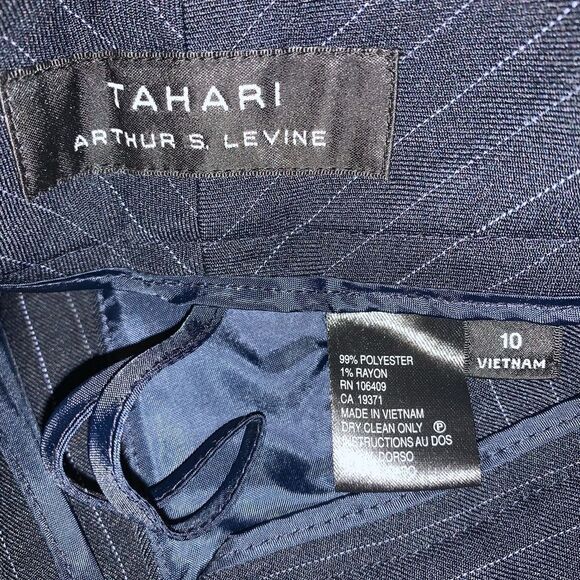 TAHARI
ARTHUR S. LEVINE
10
VIETNAM
99% POLYESTER
1% RAYON
RN 106409
CA 19371
MADE IN VIETNAM
DRY CLEAN ONLY Ⓟ
INSTRUCTIONS AU DOS
DORSO